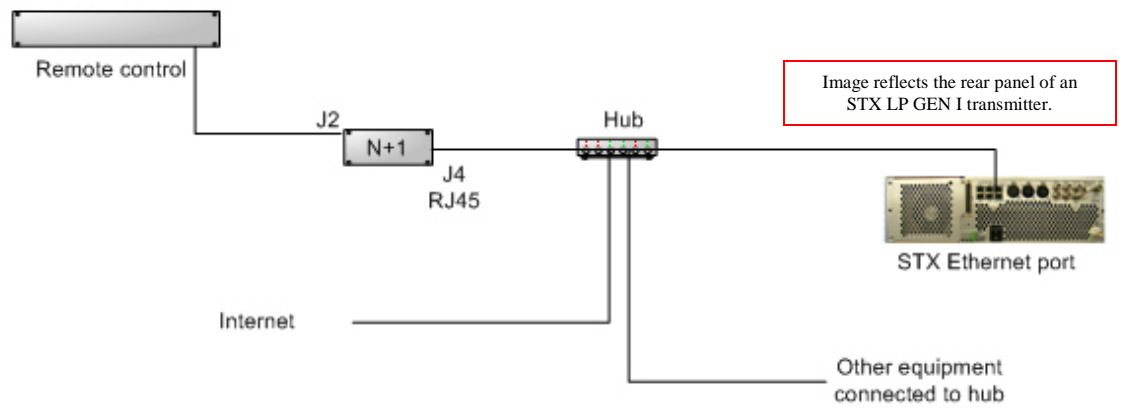 Remote control
Image reflects the rear panel of an
STX LP GEN I transmitter.
J2
N+1
Hub
J4
RJ45
STX Ethernet port
Internet
Other equipment
connected to hub